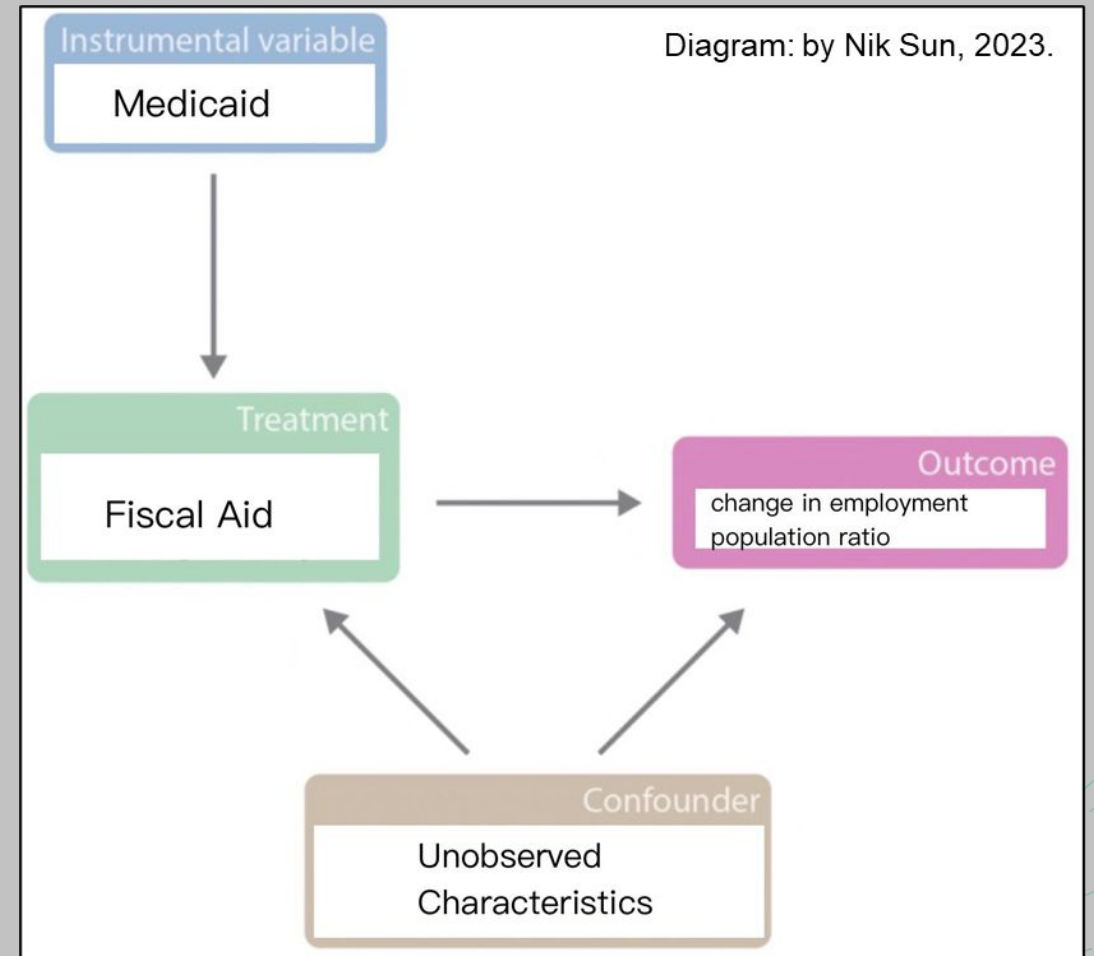 Instrumental variable
Diagram: by Nik Sun, 2023.
Medicaid
Treatment
Fiscal Aid
Outcome
change in employment
population ratio
Confounder
Unobserved
Characteristics